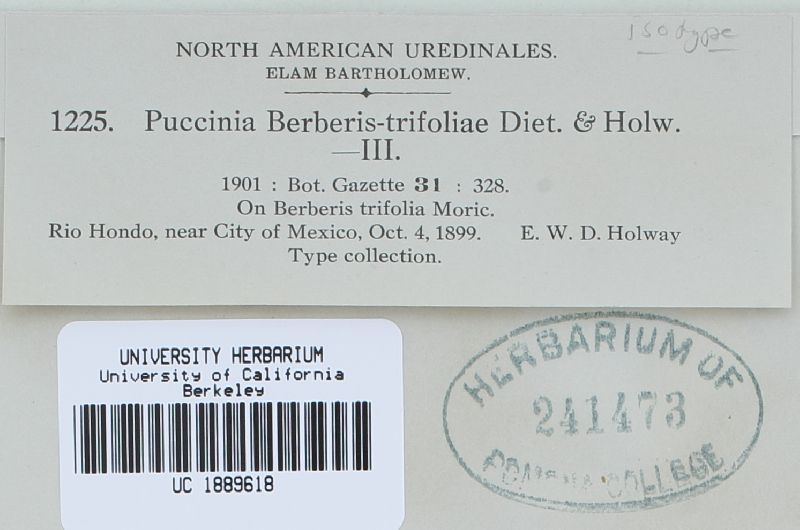 Isotype
NORTH AMERICAN UREDINALES.
ELAM BARTHOLOMEW.
1225. Puccinia Berberis-trifoliae Diet. & Holw.
—III.
1901 : Bot. Gazette 31 : 328.
On Berberis trifolia Moric.
Rio Hondo, near City of Mexico, Oct. 4, 1899. E. W. D. Holway
Type collection.
UNIVERSITY HERBARIUM
University of California
Berkeley
UC 1889618
HERBARIUM OF
241473
POMONA COLLEGE